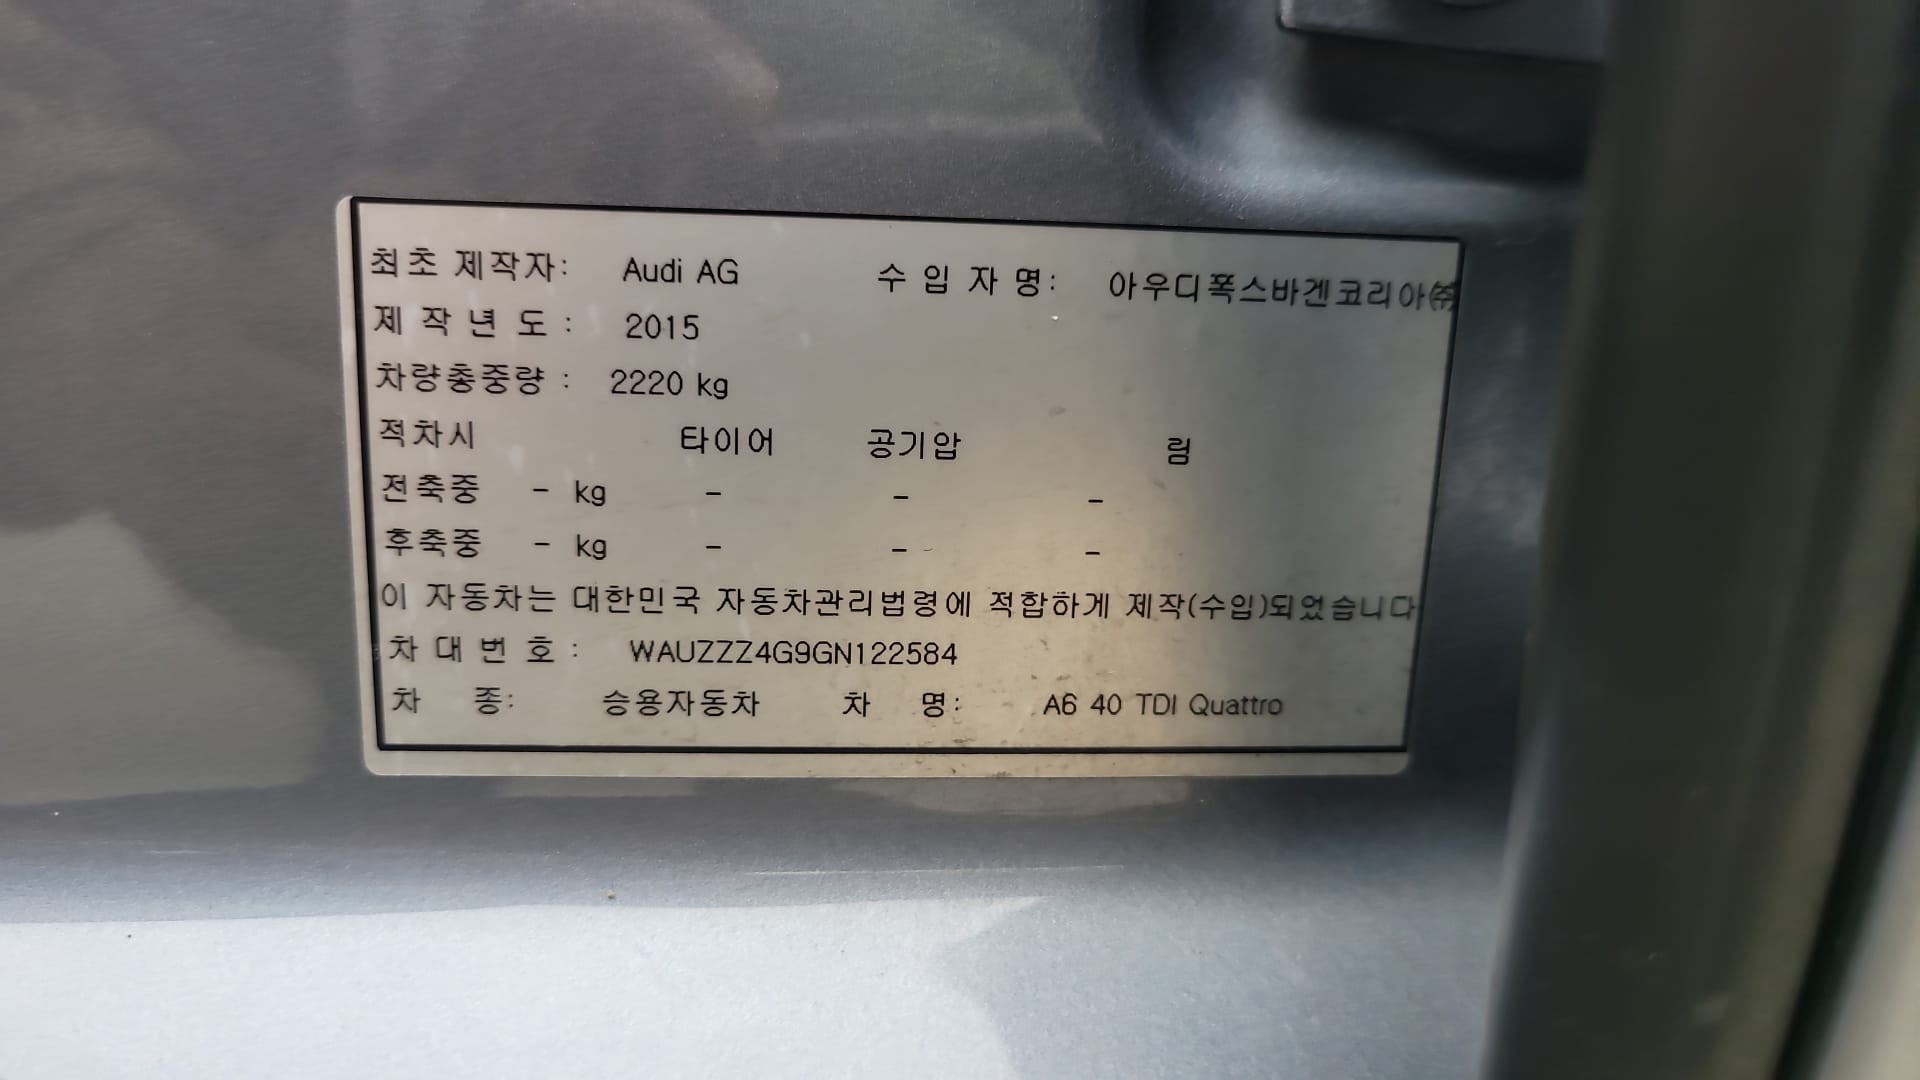 최초 제작자: Audi AG 수 입 자 명: 아우디폭스바겐코리아㈜
제 작 년 도 : 2015
차량총중량 : 2220 kg
적차시 타이어 공기압 림
전축중 - kg - - -
후축중 - kg - - -
이 자동차는 대한민국 자동차관리법령에 적합하게 제작(수입)되었습니다
차 대 번 호 : WAUZZZ4G9GN122584
차 종: 승용자동차 차 명: A6 40 TDI Quattro